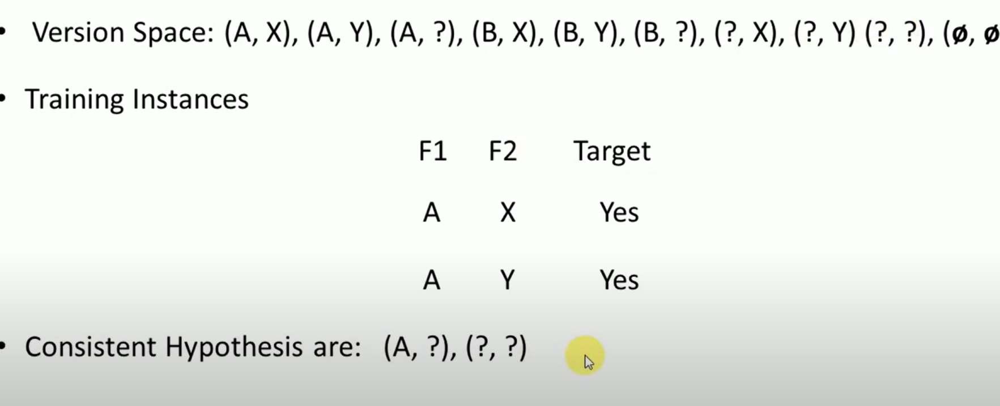 • Version Space: (A, X), (A, Y), (A, ?), (B, X), (B, Y), (B, ?), (?, X), (?, Y) (?, ?), (ø, ø
• Training Instances
F1 F2 Target
A X Yes
A Y Yes
• Consistent Hypothesis are: (A, ?), (?, ?)